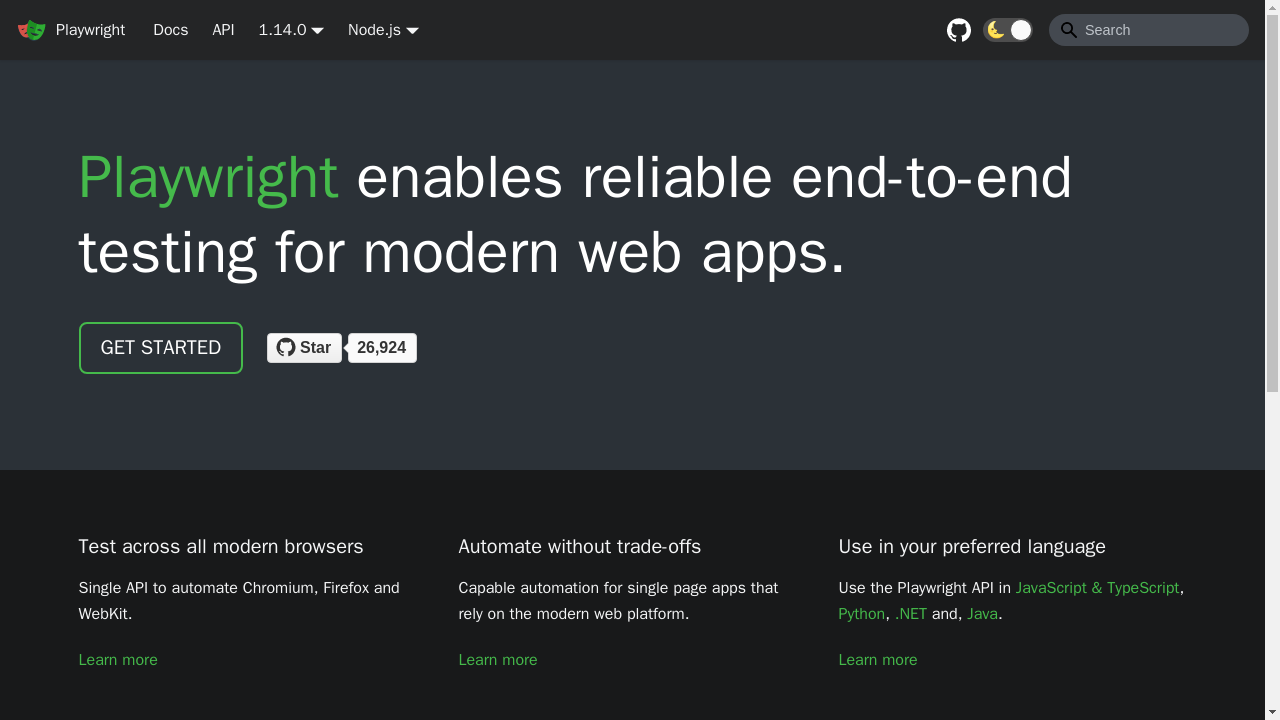 Playwright Docs API 1.14.0 Node.js Search
Playwright enables reliable end-to-end
testing for modern web apps.
GET STARTED Star 26,924
Test across all modern browsers
Single API to automate Chromium, Firefox and
WebKit.
Learn more
Automate without trade-offs
Capable automation for single page apps that
rely on the modern web platform.
Learn more
Use in your preferred language
Use the Playwright API in JavaScript & TypeScript,
Python, .NET and, Java.
Learn more